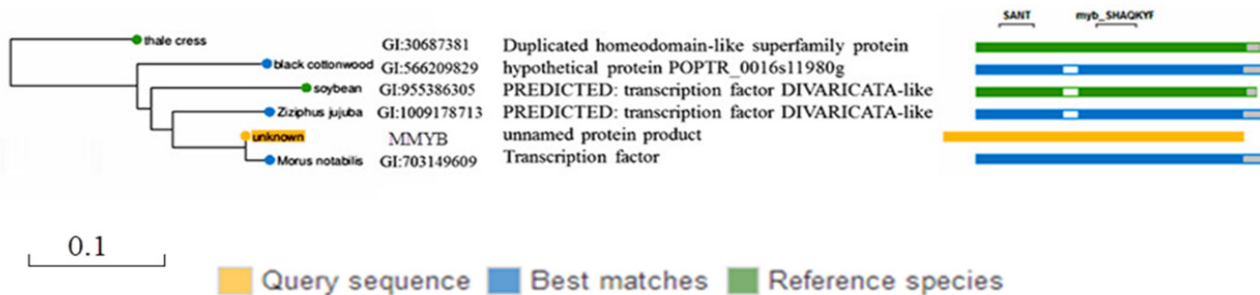 SANT myb_SHAQKYF
thale cress GI:30687381 Duplicated homeodomain-like superfamily protein
black cottonwood GI:566209829 hypothetical protein POPTR_0016s11980g
soybean GI:955386305 PREDICTED: transcription factor DIVARICATA-like
Ziziphus jujuba GI:1009178713 PREDICTED: transcription factor DIVARICATA-like
unknown MMYB unnamed protein product
Morus notabilis GI:703149609 Transcription factor
0.1
Query sequence Best matches Reference species